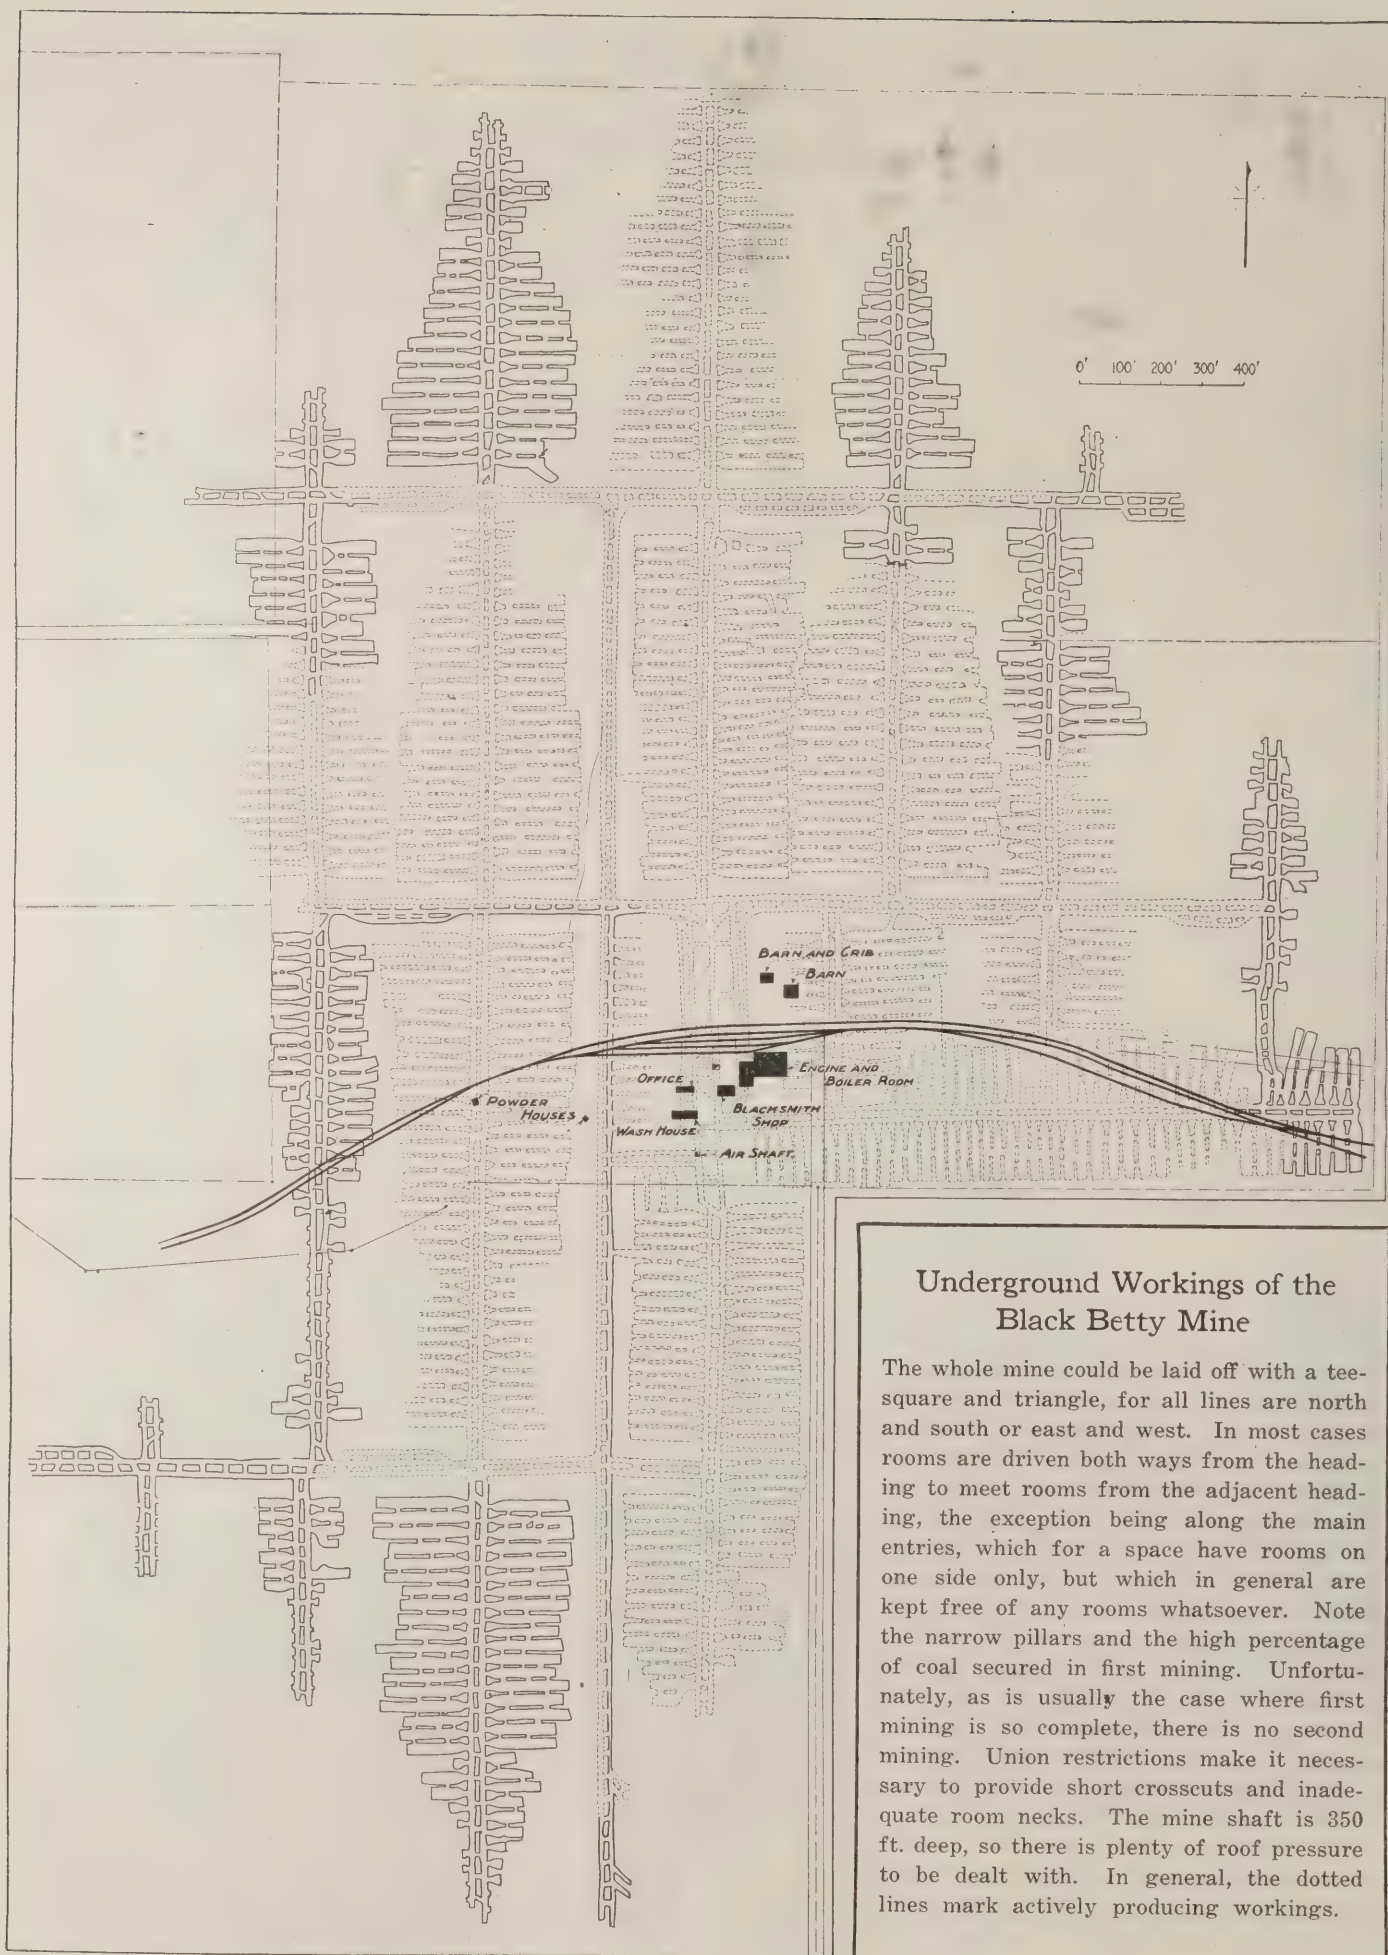 0' 100' 200' 300' 400'
BARN AND CRIB
BARN
OFFICE
ENGINE AND
BOILER ROOM
POWDER
HOUSES
BLACKSMITH
SHOP
WASH HOUSE
AIR SHAFT
Underground Workings of the
Black Betty Mine
The whole mine could be laid off with a tee-
square and triangle, for all lines are north
and south or east and west. In most cases
rooms are driven both ways from the head-
ing to meet rooms from the adjacent head-
ing, the exception being along the main
entries, which for a space have rooms on
one side only, but which in general are
kept free of any rooms whatsoever. Note
the narrow pillars and the high percentage
of coal secured in first mining. Unfortu-
nately, as is usually the case where first
mining is so complete, there is no second
mining. Union restrictions make it neces-
sary to provide short crosscuts and inade-
quate room necks. The mine shaft is 350
ft. deep, so there is plenty of roof pressure
to be dealt with. In general, the dotted
lines mark actively producing workings.